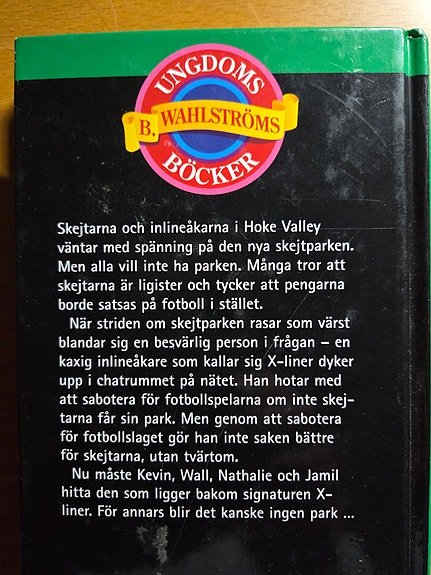 UNGDOMS
B. WAHLSTRÖMS
BÖCKER
Skejtarna och inlineåkarna i Hoke Valley
väntar med spänning på den nya skejtparken.
Men alla vill inte ha parken. Många tror att
skejtarna är ligister och tycker att pengarna
borde satsas på fotboll i stället.
När striden om skejtparken rasar som värst
blandar sig en besvärlig person i frågan – en
kaxig inlineåkare som kallar sig X-liner dyker
upp i chatrummet på nätet. Han hotar med
att sabotera för fotbollspelarna om inte skej-
tarna får sin park. Men genom att sabotera
för fotbollslaget gör han inte saken bättre
för skejtarna, utan tvärtom.
Nu måste Kevin, Wall, Nathalie och Jamil
hitta den som ligger bakom signaturen X-
liner. För annars blir det kanske ingen park ...